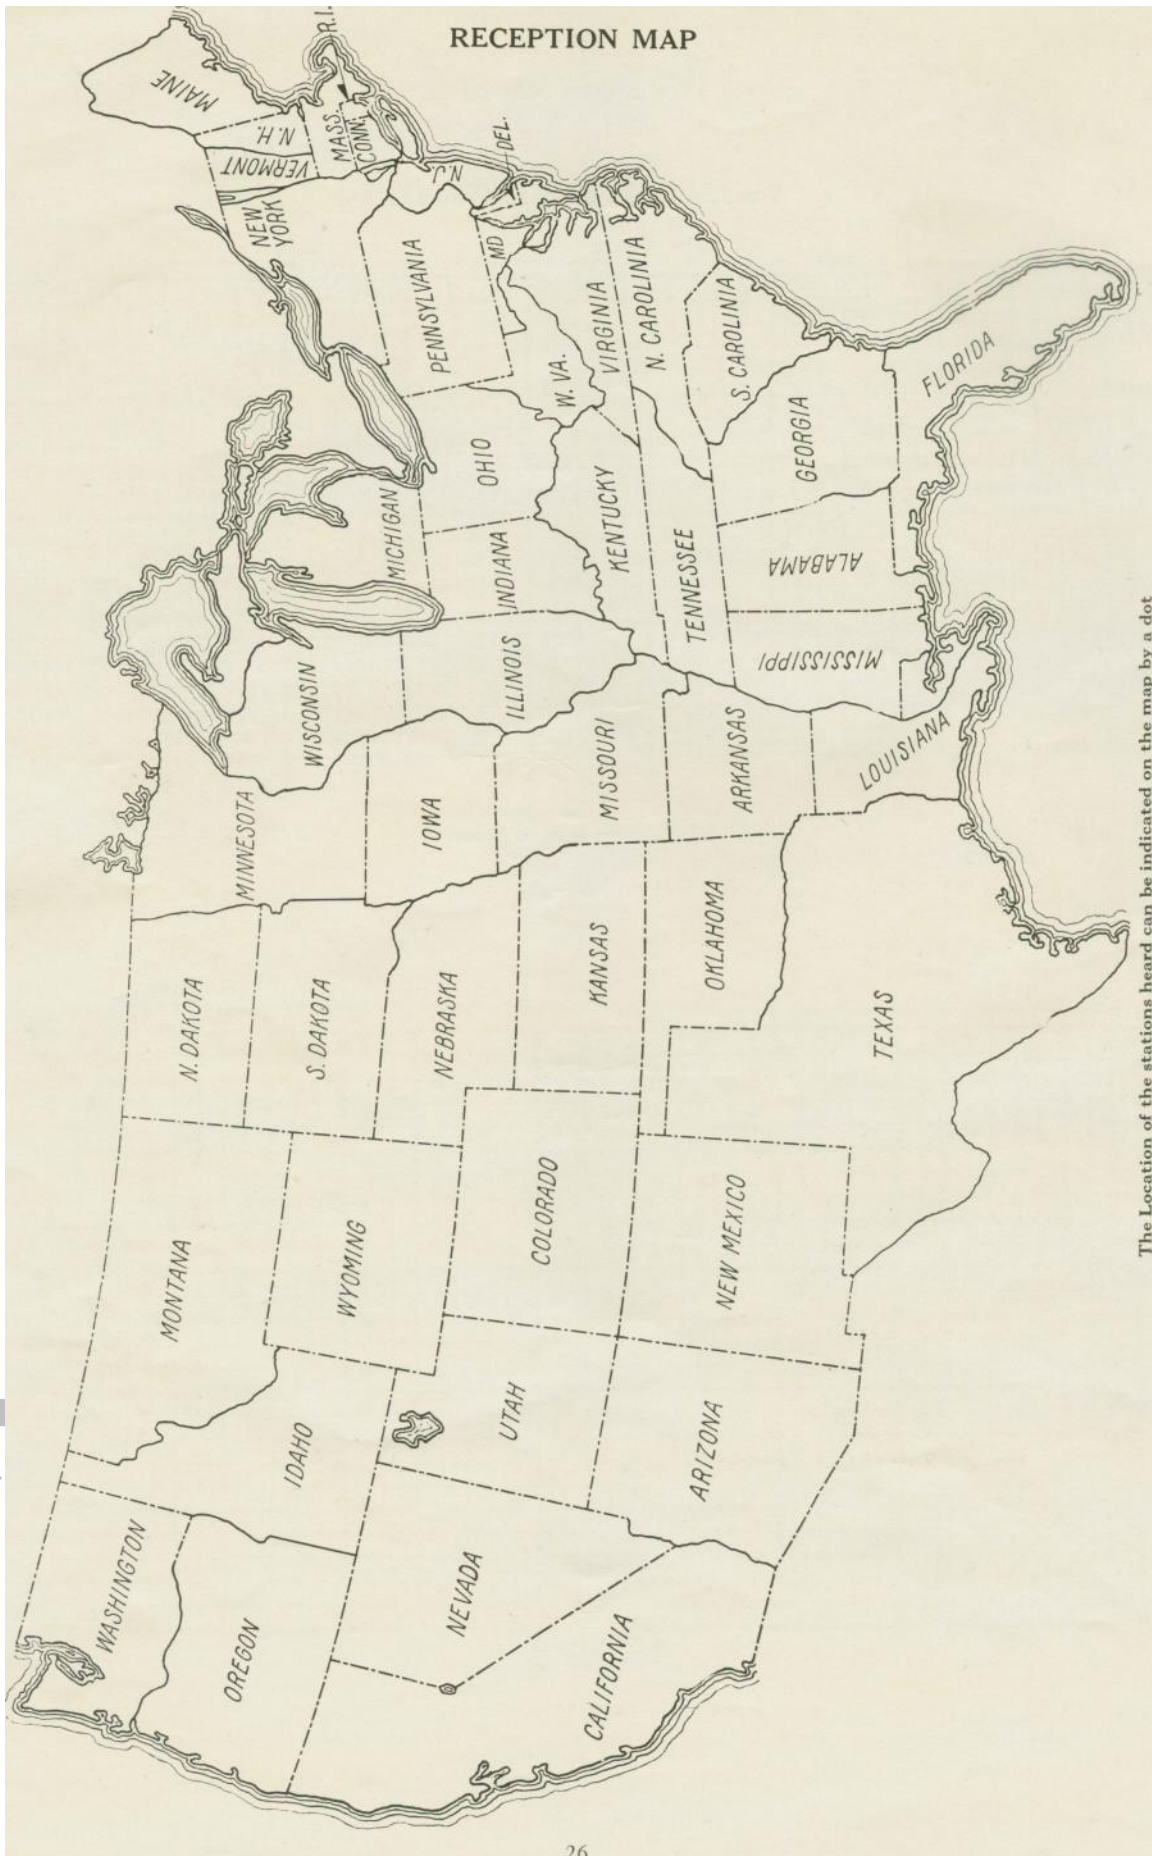 RECEPTION MAP
MAINE
N.H.
VERMONT
MASS.
R.I.
CONN.
NEW
YORK
N.J.
DEL.
MD
PENNSYLVANIA
W. VA.
VIRGINIA
N. CAROLINIA
S. CAROLINIA
GEORGIA
FLORIDA
OHIO
KENTUCKY
TENNESSEE
ALABAMA
MISSISSIPPI
MICHIGAN
INDIANA
ILLINOIS
WISCONSIN
MINNESOTA
IOWA
MISSOURI
ARKANSAS
LOUISIANA
N. DAKOTA
S. DAKOTA
NEBRASKA
KANSAS
OKLAHOMA
TEXAS
MONTANA
WYOMING
COLORADO
NEW MEXICO
IDAHO
UTAH
ARIZONA
WASHINGTON
OREGON
NEVADA
CALIFORNIA
The Location of the stations heard can be indicated on the map by a dot
26